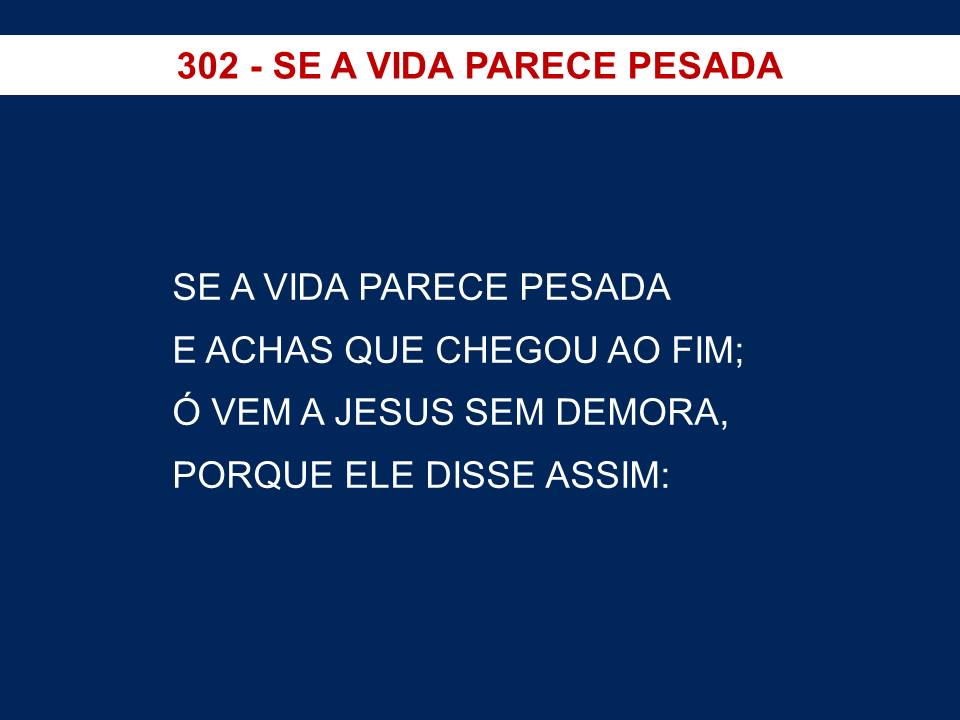 302 - SE A VIDA PARECE PESADA
SE A VIDA PARECE PESADA
E ACHAS QUE CHEGOU AO FIM;
Ó VEM A JESUS SEM DEMORA,
PORQUE ELE DISSE ASSIM: